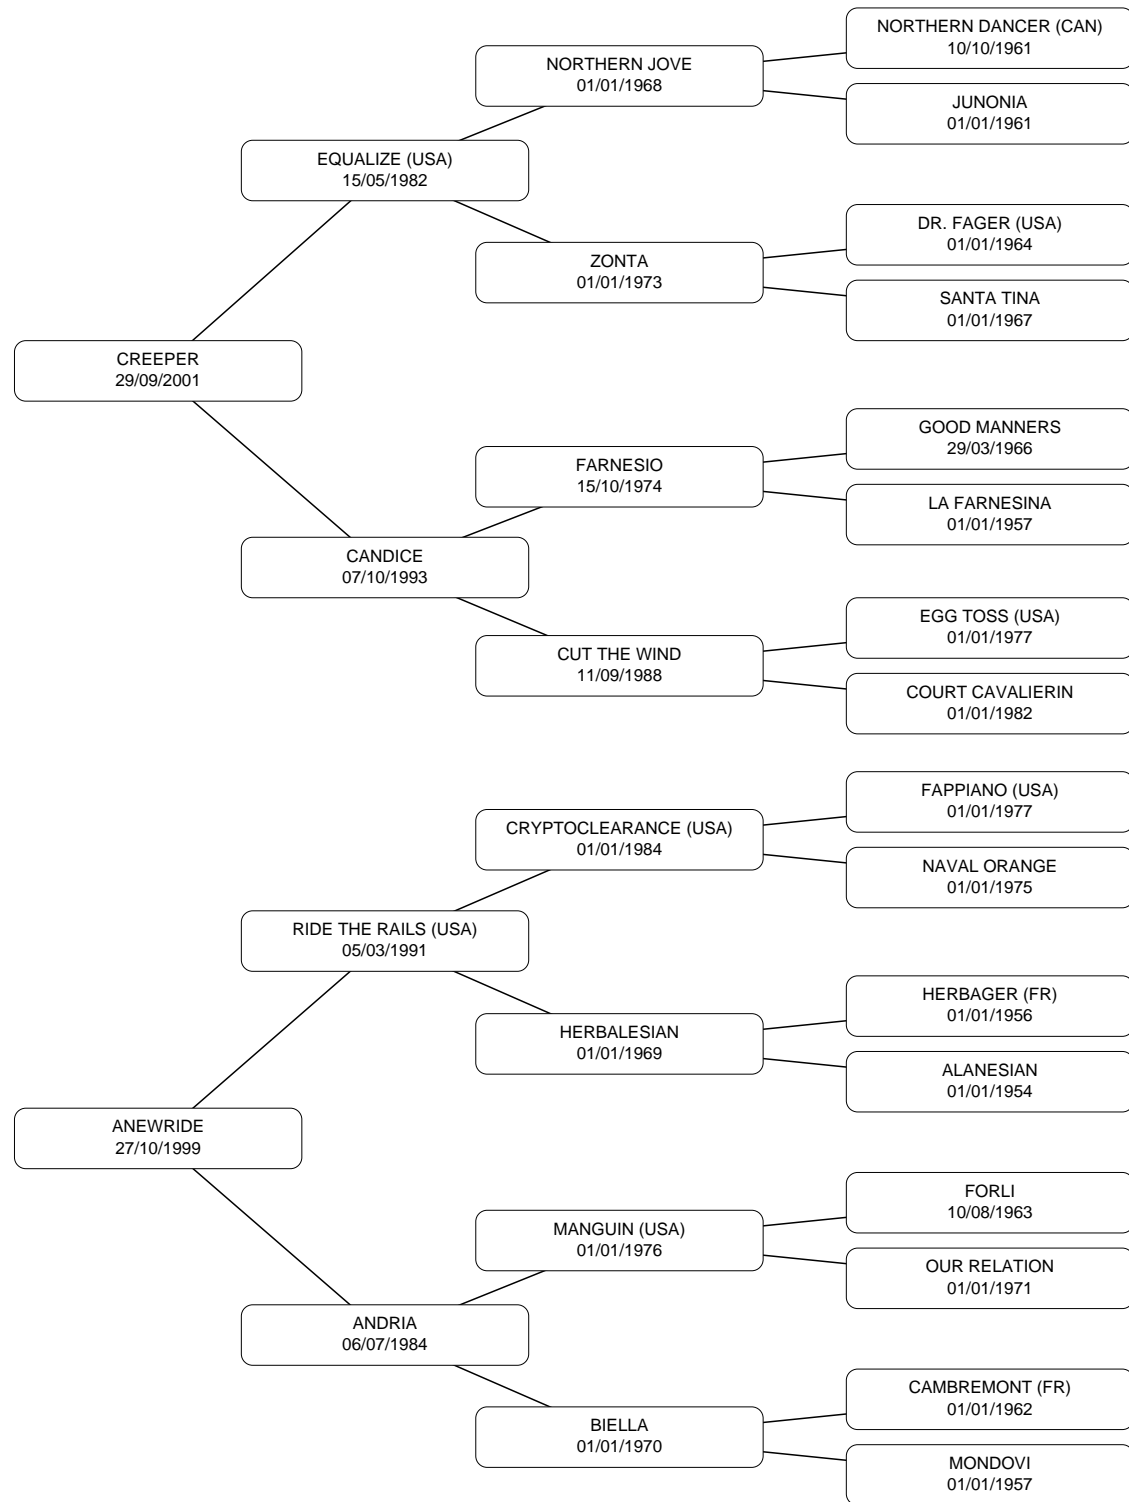 NORTHERN DANCER (CAN)
10/10/1961
NORTHERN JOVE
01/01/1968
JUNONIA
01/01/1961
EQUALIZE (USA)
15/05/1982
DR. FAGER (USA)
01/01/1964
ZONTA
01/01/1973
SANTA TINA
01/01/1967
CREEPER
29/09/2001
GOOD MANNERS
29/03/1966
FARNESIO
15/10/1974
LA FARNESINA
01/01/1957
CANDICE
07/10/1993
EGG TOSS (USA)
01/01/1977
CUT THE WIND
11/09/1988
COURT CAVALIERIN
01/01/1982
FAPPIANO (USA)
01/01/1977
CRYPTOCLEARANCE (USA)
01/01/1984
NAVAL ORANGE
01/01/1975
RIDE THE RAILS (USA)
05/03/1991
HERBAGER (FR)
01/01/1956
HERBALESIAN
01/01/1969
ALANESIAN
01/01/1954
ANEWRIDE
27/10/1999
FORLI
10/08/1963
MANGUIN (USA)
01/01/1976
OUR RELATION
01/01/1971
ANDRIA
06/07/1984
CAMBREMONT (FR)
01/01/1962
BIELLA
01/01/1970
MONDOVI
01/01/1957